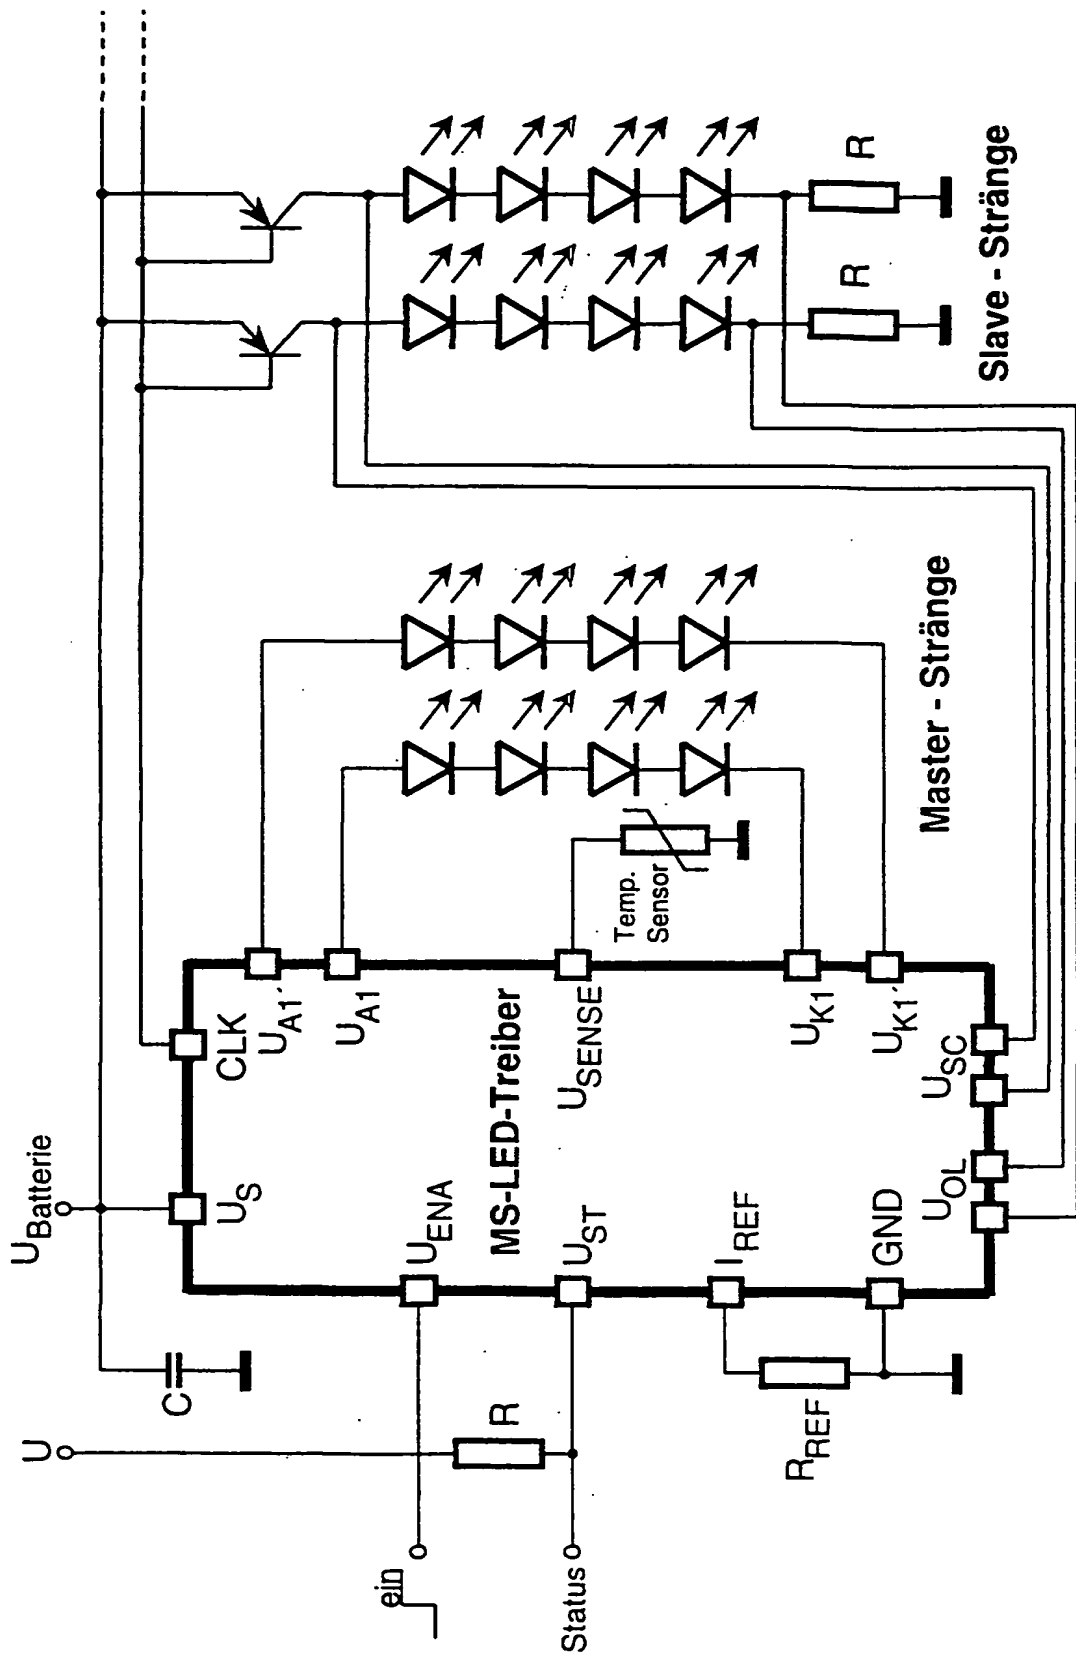 U_Batterie
U
C
ein
Status
R
R_REF
U_S
CLK
U_ENA
U_ST
I_REF
GND
MS-LED-Treiber
U_A1´
U_A1
U_SENSE
U_K1
U_K1´
U_OL
U_SC
Temp.
Sensor
Master - Stränge
R
R
Slave - Stränge